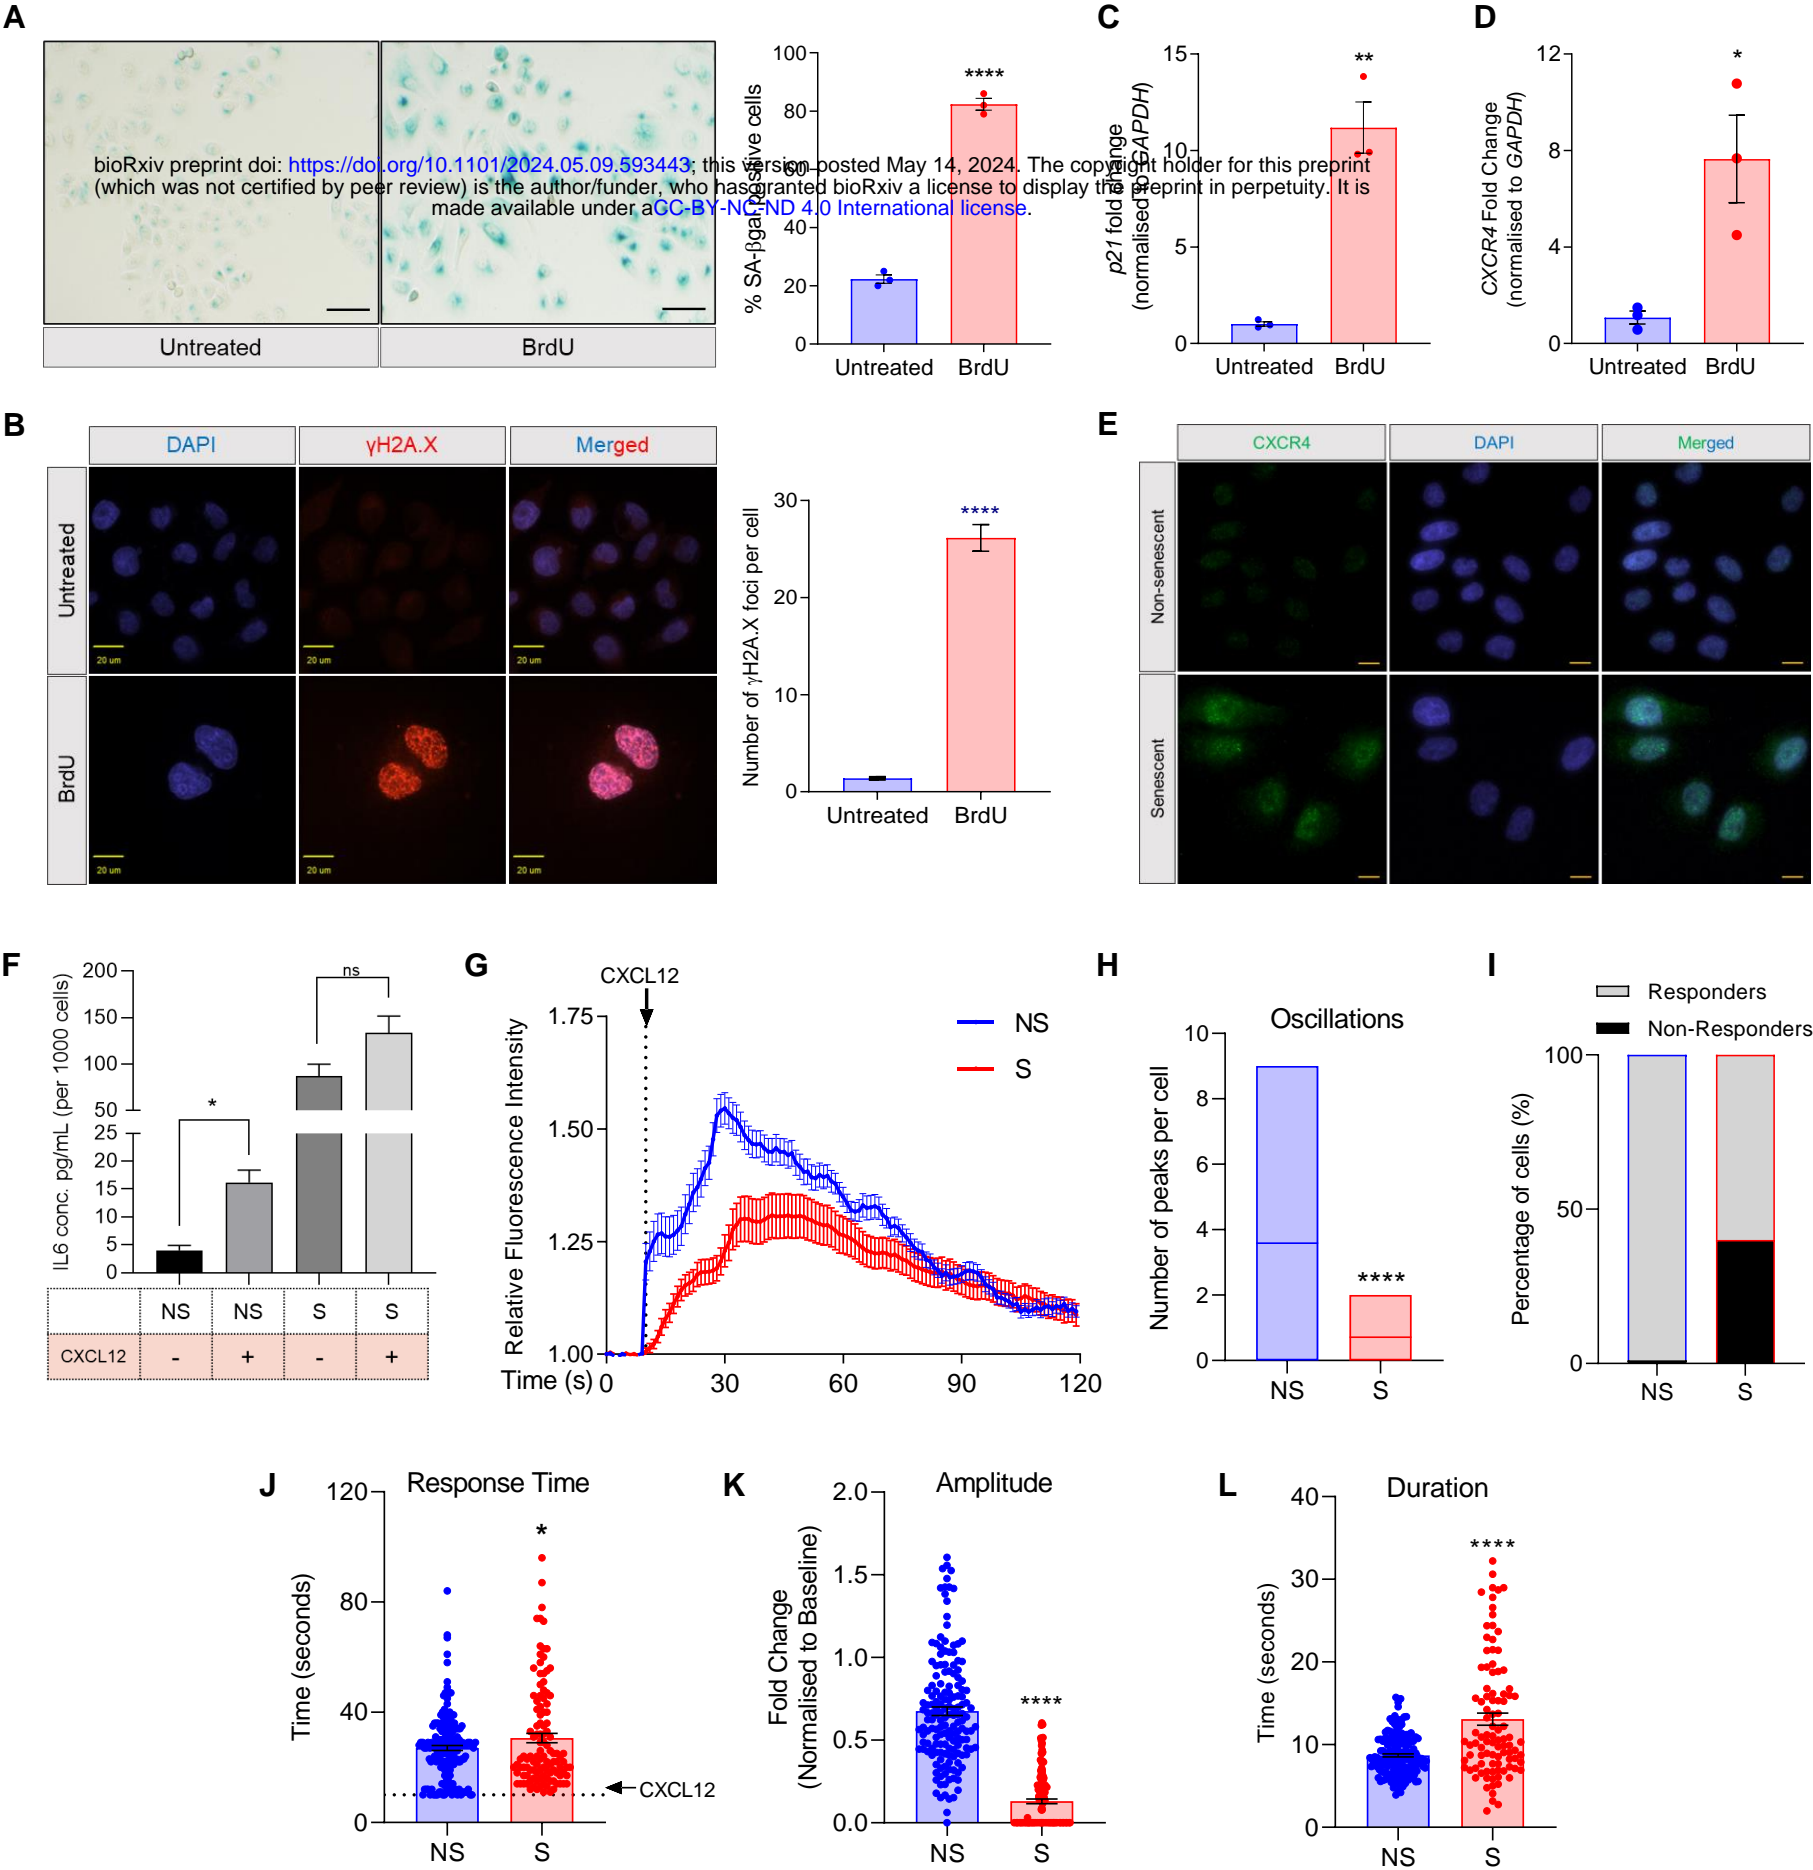 A
Untreated
BrdU
% SA-βgal positive cells
100
80
60
40
20
0
****
Untreated BrdU
C
p21 fold change
(normalised to GAPDH)
15
10
5
0
**
Untreated BrdU
D
CXCR4 Fold Change
(normalised to GAPDH)
12
8
4
0
*
Untreated BrdU
bioRxiv preprint doi: https://doi.org/10.1101/2024.05.09.593443; this version posted May 14, 2024. The copyright holder for this preprint
(which was not certified by peer review) is the author/funder, who has granted bioRxiv a license to display the preprint in perpetuity. It is
made available under aCC-BY-NC-ND 4.0 International license.
B
DAPI γH2A.X Merged
Untreated
20 um 20 um 20 um
BrdU
20 um 20 um 20 um
Number of γH2A.X foci per cell
30
20
10
0
****
Untreated BrdU
E
CXCR4 DAPI Merged
Non-senescent
Senescent
F
IL6 conc. pg/mL (per 1000 cells)
200
150
100
50
25
20
15
10
5
0
*
ns
NS NS S S
CXCL12 - + - +
G
CXCL12
Relative Fluorescence Intensity
1.75
1.50
1.25
1.00
NS
S
Time (s) 0 30 60 90 120
H
Oscillations
Number of peaks per cell
10
8
6
4
2
0
****
NS S
I
Responders
Non-Responders
Percentage of cells (%)
100
50
0
NS S
J
Response Time
Time (seconds)
120
80
40
0
*
CXCL12
NS S
K
Amplitude
Fold Change
(Normalised to Baseline)
2.0
1.5
1.0
0.5
0.0
****
NS S
L
Duration
Time (seconds)
40
30
20
10
0
****
NS S